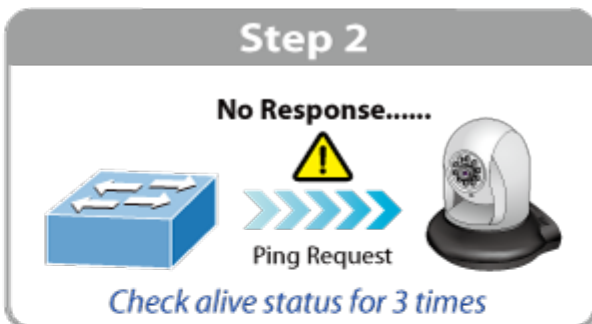 Step 2
No Response......
Ping Request
Check alive status for 3 times